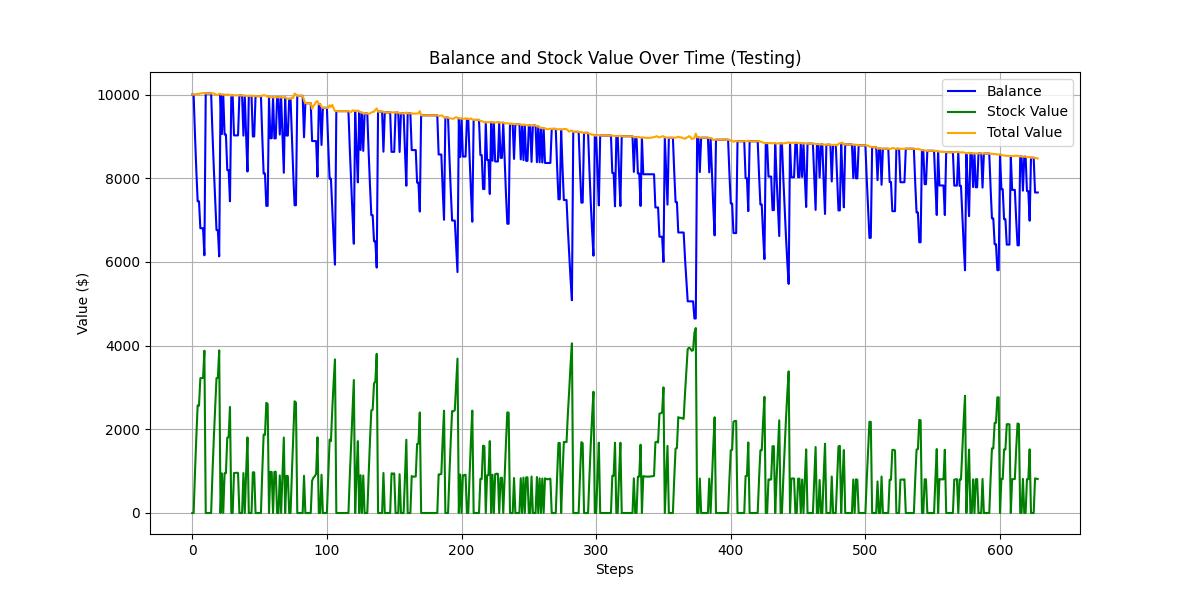 Balance and Stock Value Over Time (Testing)
Balance
Stock Value
Total Value
Value ($)
10000
8000
6000
4000
2000
0
0 100 200 300 400 500 600
Steps